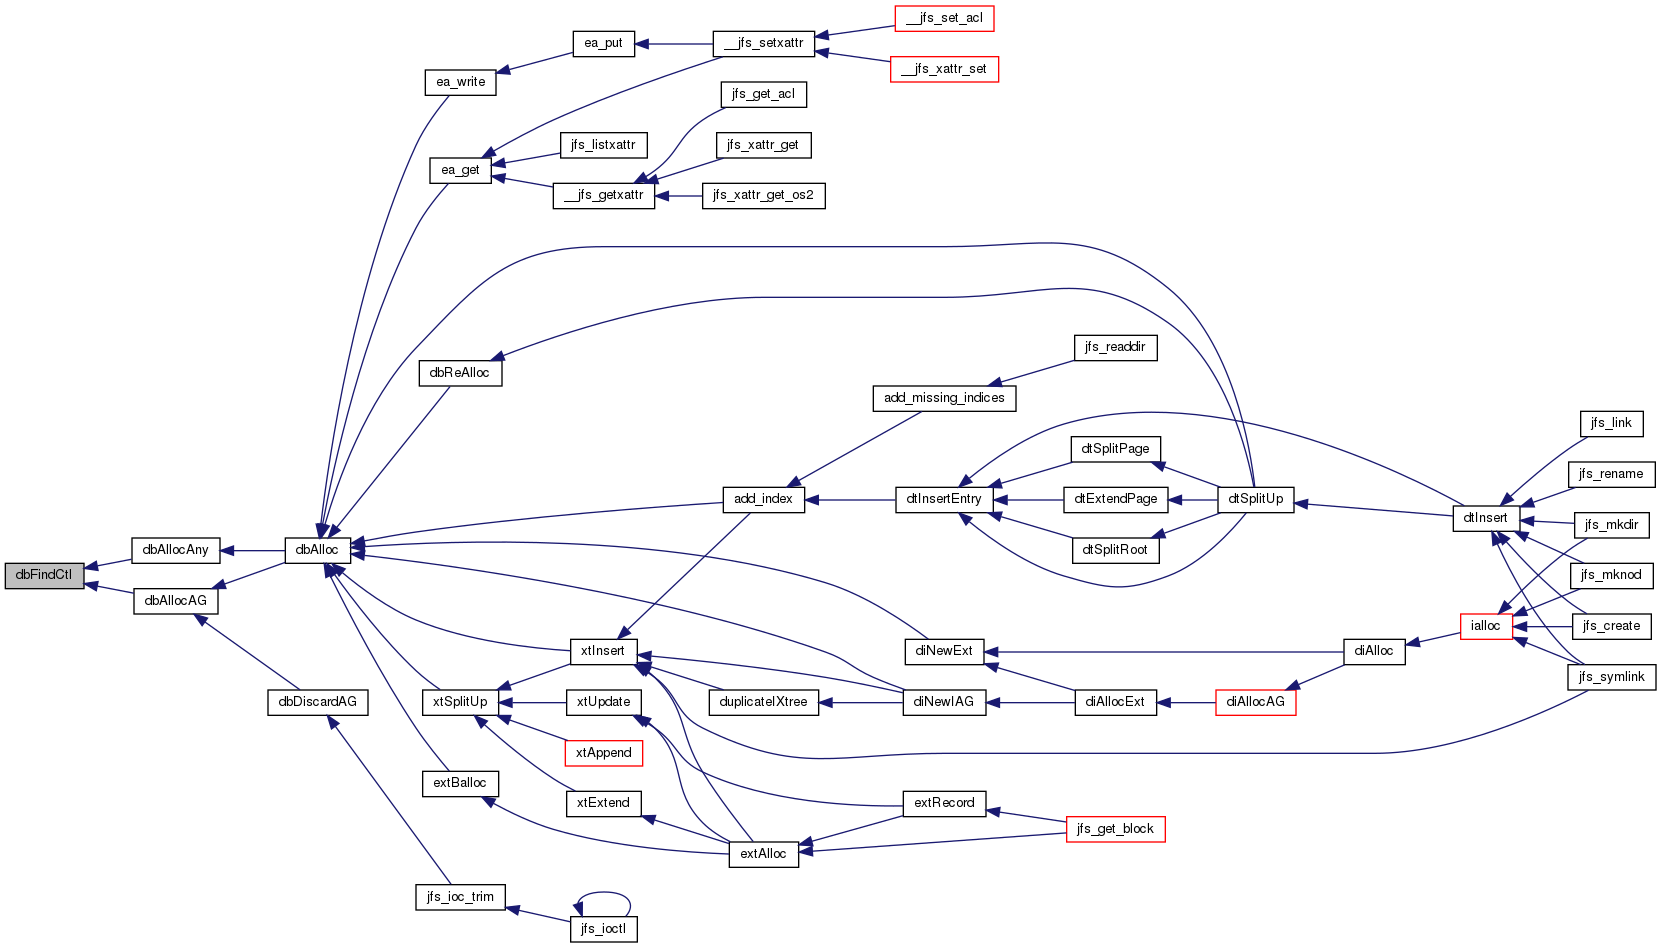 __jfs_set_acl
ea_put
__jfs_setxattr
__jfs_xattr_set
ea_write
jfs_get_acl
jfs_listxattr
jfs_xattr_get
ea_get
__jfs_getxattr
jfs_xattr_get_os2
jfs_readdir
dbReAlloc
add_missing_indices
jfs_link
dtSplitPage
jfs_rename
add_index
dtInsertEntry
dtExtendPage
dtSplitUp
dtInsert
jfs_mkdir
dbAllocAny
dbAlloc
dtSplitRoot
dbFindCtl
jfs_mknod
dbAllocAG
ialloc
jfs_create
xtInsert
diNewExt
diAlloc
jfs_symlink
dbDiscardAG
xtSplitUp
xtUpdate
duplicateIXtree
diNewIAG
diAllocExt
diAllocAG
xtAppend
extBalloc
xtExtend
extRecord
jfs_get_block
extAlloc
jfs_ioc_trim
jfs_ioctl